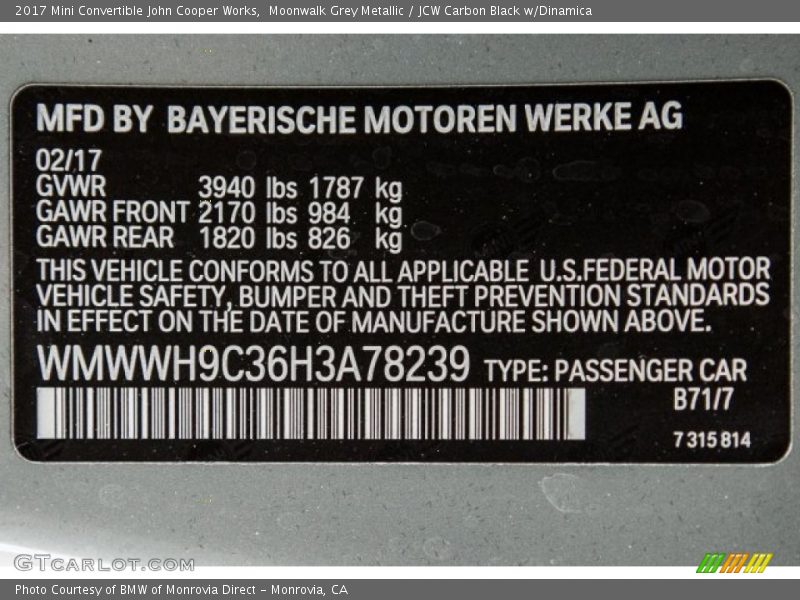 2017 Mini Convertible John Cooper Works,  Moonwalk Grey Metallic / JCW Carbon Black w/Dinamica
MFD BY BAYERISCHE MOTOREN WERKE AG
02/17
GVWR 3940 lbs 1787 kg
GAWR FRONT 2170 lbs 984 kg
GAWR REAR 1820 lbs 826 kg
THIS VEHICLE CONFORMS TO ALL APPLICABLE U.S.FEDERAL MOTOR
VEHICLE SAFETY, BUMPER AND THEFT PREVENTION STANDARDS
IN EFFECT ON THE DATE OF MANUFACTURE SHOWN ABOVE.
WMWWH9C36H3A78239 TYPE: PASSENGER CAR
B71/7
7 315 814
GTCARLOT.COM
Photo Courtesy of BMW of Monrovia Direct - Monrovia, CA